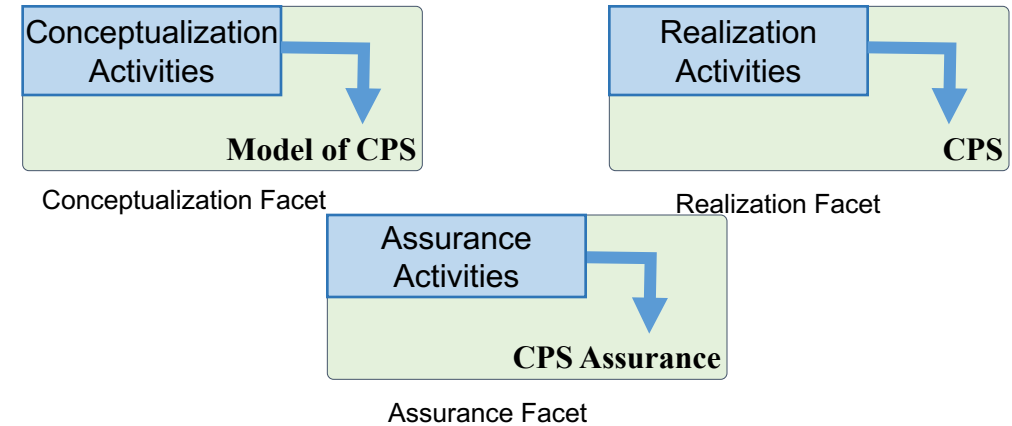 Conceptualization
Activities
Model of CPS
Conceptualization Facet
Realization
Activities
CPS
Realization Facet
Assurance
Activities
CPS Assurance
Assurance Facet